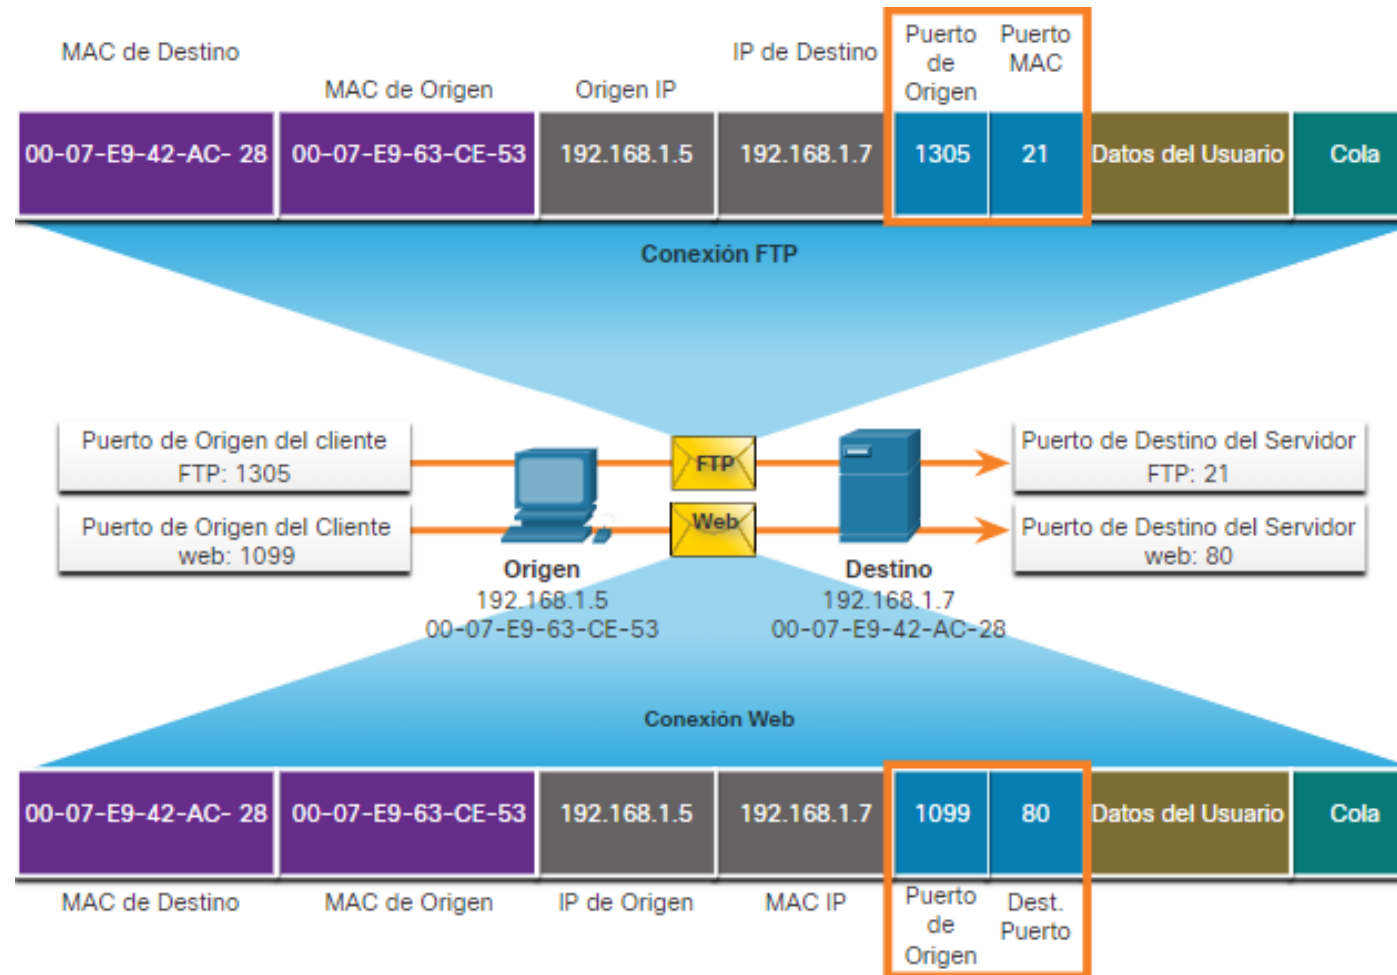 MAC de Destino
MAC de Origen
Origen IP
IP de Destino
Puerto
de
Origen
Puerto
MAC
00-07-E9-42-AC- 28
00-07-E9-63-CE-53
192.168.1.5
192.168.1.7
1305
21
Datos del Usuario
Cola
Conexión FTP
Puerto de Origen del cliente
FTP: 1305
FTP
Puerto de Destino del Servidor
FTP: 21
Puerto de Origen del Cliente
web: 1099
Web
Puerto de Destino del Servidor
web: 80
Origen
192.168.1.5
00-07-E9-63-CE-53
Destino
192.168.1.7
00-07-E9-42-AC-28
Conexión Web
00-07-E9-42-AC- 28
00-07-E9-63-CE-53
192.168.1.5
192.168.1.7
1099
80
Datos del Usuario
Cola
MAC de Destino
MAC de Origen
IP de Origen
MAC IP
Puerto
de
Origen
Dest.
Puerto